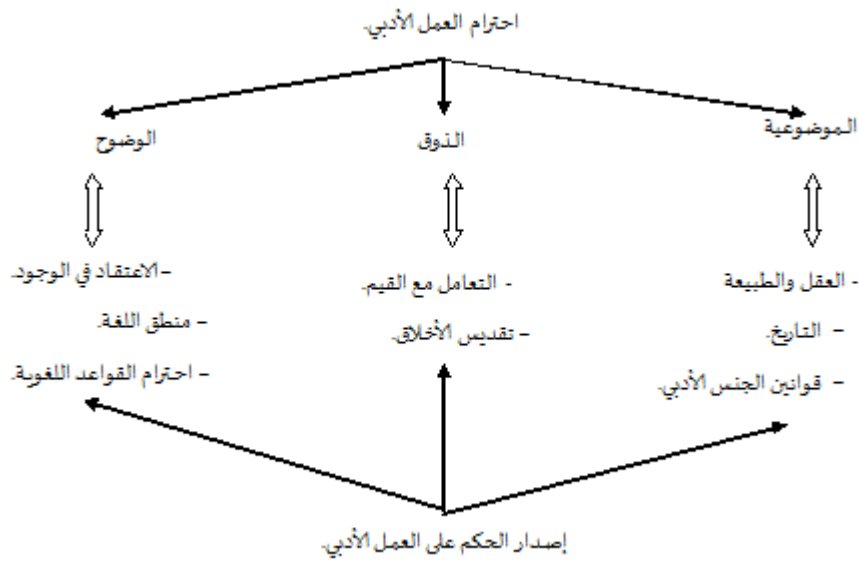 احترام العمل الأدبي.
الموضوعية
الذوق
الوضوح
- العقل والطبيعة
- التاريخ.
- قوانين الجنس الأدبي.
- التعامل مع القيم.
- تقديس الأخلاق.
- الاعتقاد في الوجود.
- منطق اللغة.
- احترام القواعد اللغوية.
إصدار الحكم على العمل الأدبي.